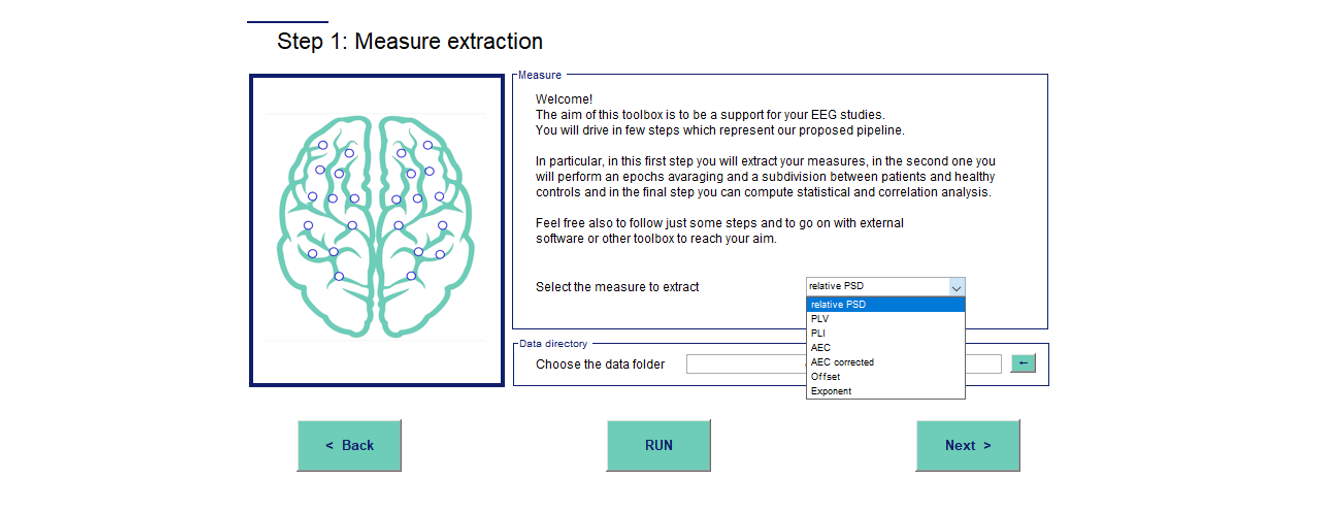 Step 1: Measure extraction
Measure
Welcome!
The aim of this toolbox is to be a support for your EEG studies.
You will drive in few steps which represent our proposed pipeline.
In particular, in this first step you will extract your measures, in the second one you
will perform an epochs avaraging and a subdivision between patients and healthy
controls and in the final step you can compute statistical and correlation analysis.
Feel free also to follow just some steps and to go on with external
software or other toolbox to reach your aim.
Select the measure to extract
relative PSD
relative PSD
PLV
PLI
AEC
AEC corrected
Offset
Exponent
Data directory
Choose the data folder
←
< Back
RUN
Next >